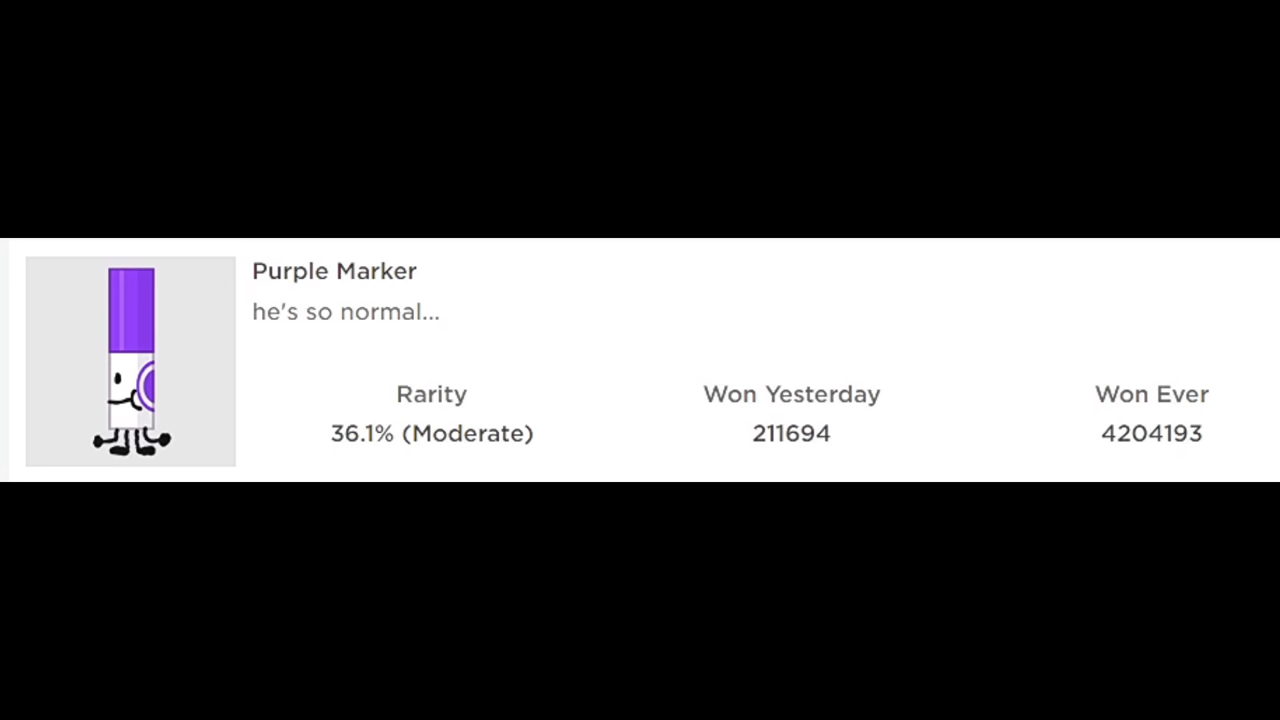 Purple Marker
he's so normal...
Rarity
Won Yesterday
Won Ever
36.1% (Moderate)
211694
4204193